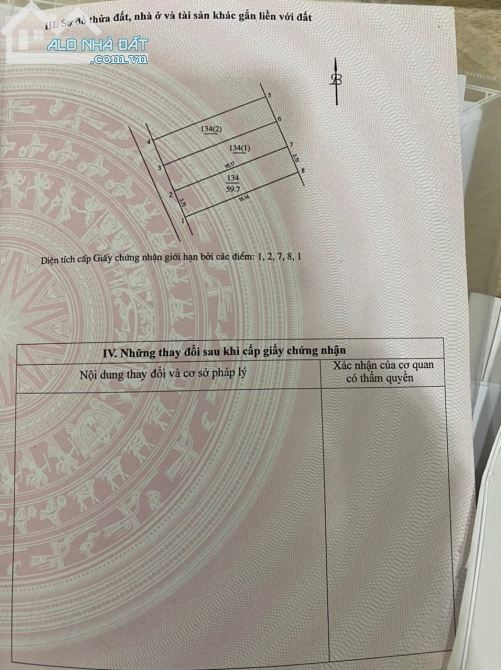 III. Sơ đồ thửa đất, nhà ở và tài sản khác gắn liền với đất
ALO NHÀ ĐẤT
.com.vn
B
5
134(2)
6
4
134(1)
7
3
16.17
134
59.7
8
2
16.14
1
Diện tích cấp Giấy chứng nhận giới hạn bởi các điểm: 1, 2, 7, 8, 1
IV. Những thay đổi sau khi cấp giấy chứng nhận
Nội dung thay đổi và cơ sở pháp lý
Xác nhận của cơ quan
có thẩm quyền